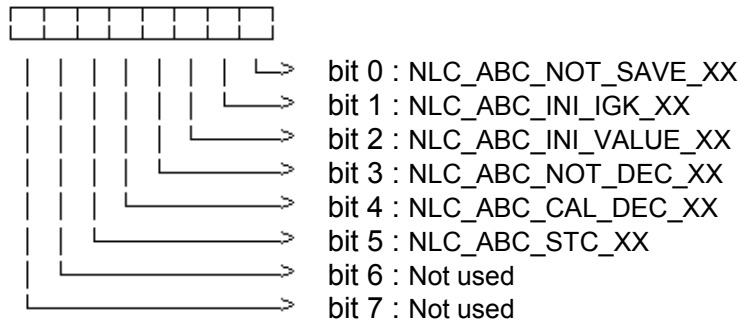 bit 0 : NLC_ABC_NOT_SAVE_XX
bit 1 : NLC_ABC_INI_IGK_XX
bit 2 : NLC_ABC_INI_VALUE_XX
bit 3 : NLC_ABC_NOT_DEC_XX
bit 4 : NLC_ABC_CAL_DEC_XX
bit 5 : NLC_ABC_STC_XX
bit 6 : Not used
bit 7 : Not used